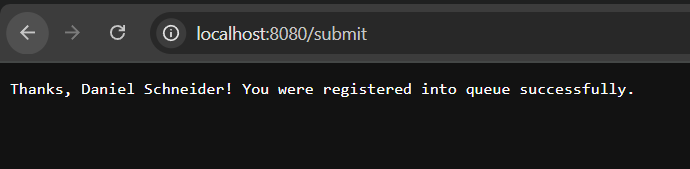 localhost:8080/submit
Thanks, Daniel Schneider! You were registered into queue successfully.